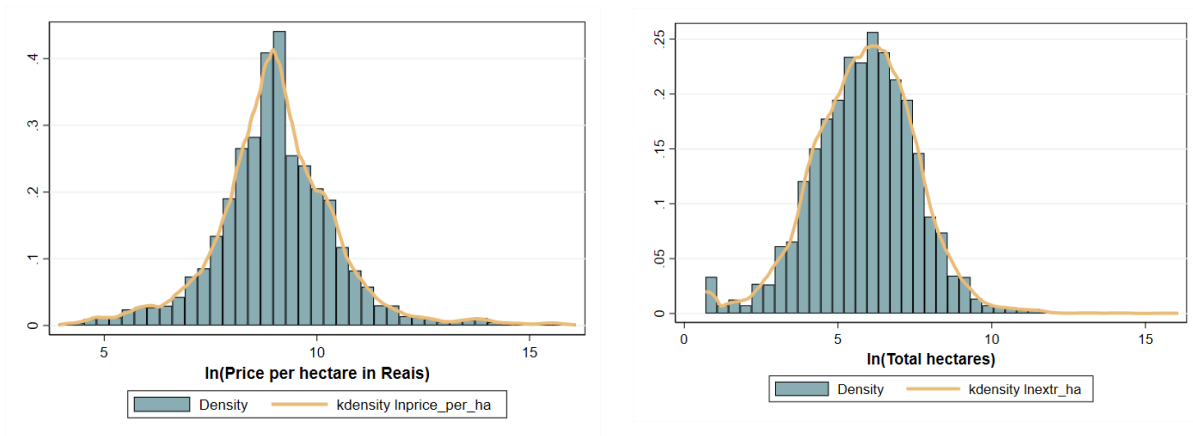 .4
.3
.2
.1
0
5 10 15
ln(Price per hectare in Reais)
Density kdensity lnprice_per_ha
.25
.2
.15
.1
.05
0
0 5 10 15
ln(Total hectares)
Density kdensity lnextr_ha